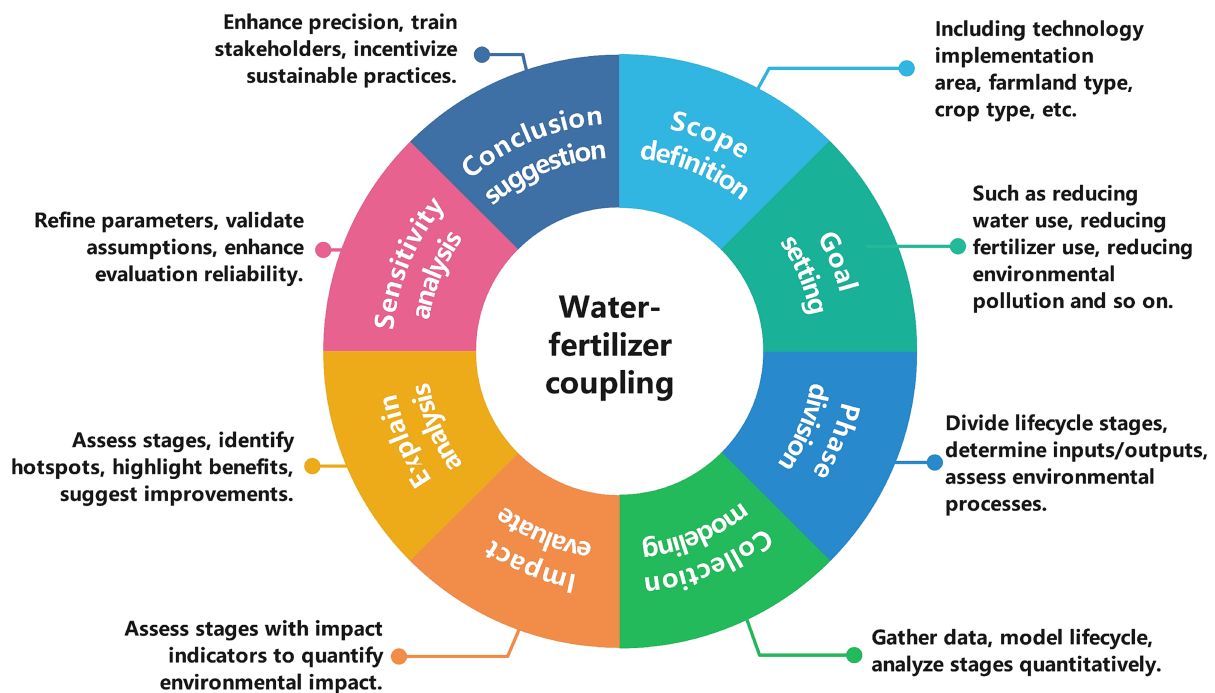 Enhance precision, train
stakeholders, incentivize
sustainable practices.
Including technology
implementation
area, farmland type,
crop type, etc.
Conclusion
suggestion
Scope
definition
Refine parameters, validate
assumptions, enhance
evaluation reliability.
Sensitivity
analysis
Goal
setting
Such as reducing
water use, reducing
fertilizer use, reducing
environmental
pollution and so on.
Water-
fertilizer
coupling
Assess stages, identify
hotspots, highlight benefits,
suggest improvements.
Explain
analysis
Phase
division
Divide lifecycle stages,
determine inputs/outputs,
assess environmental
processes.
Impact
evaluate
Collection
modeling
Assess stages with impact
indicators to quantify
environmental impact.
Gather data, model lifecycle,
analyze stages quantitatively.